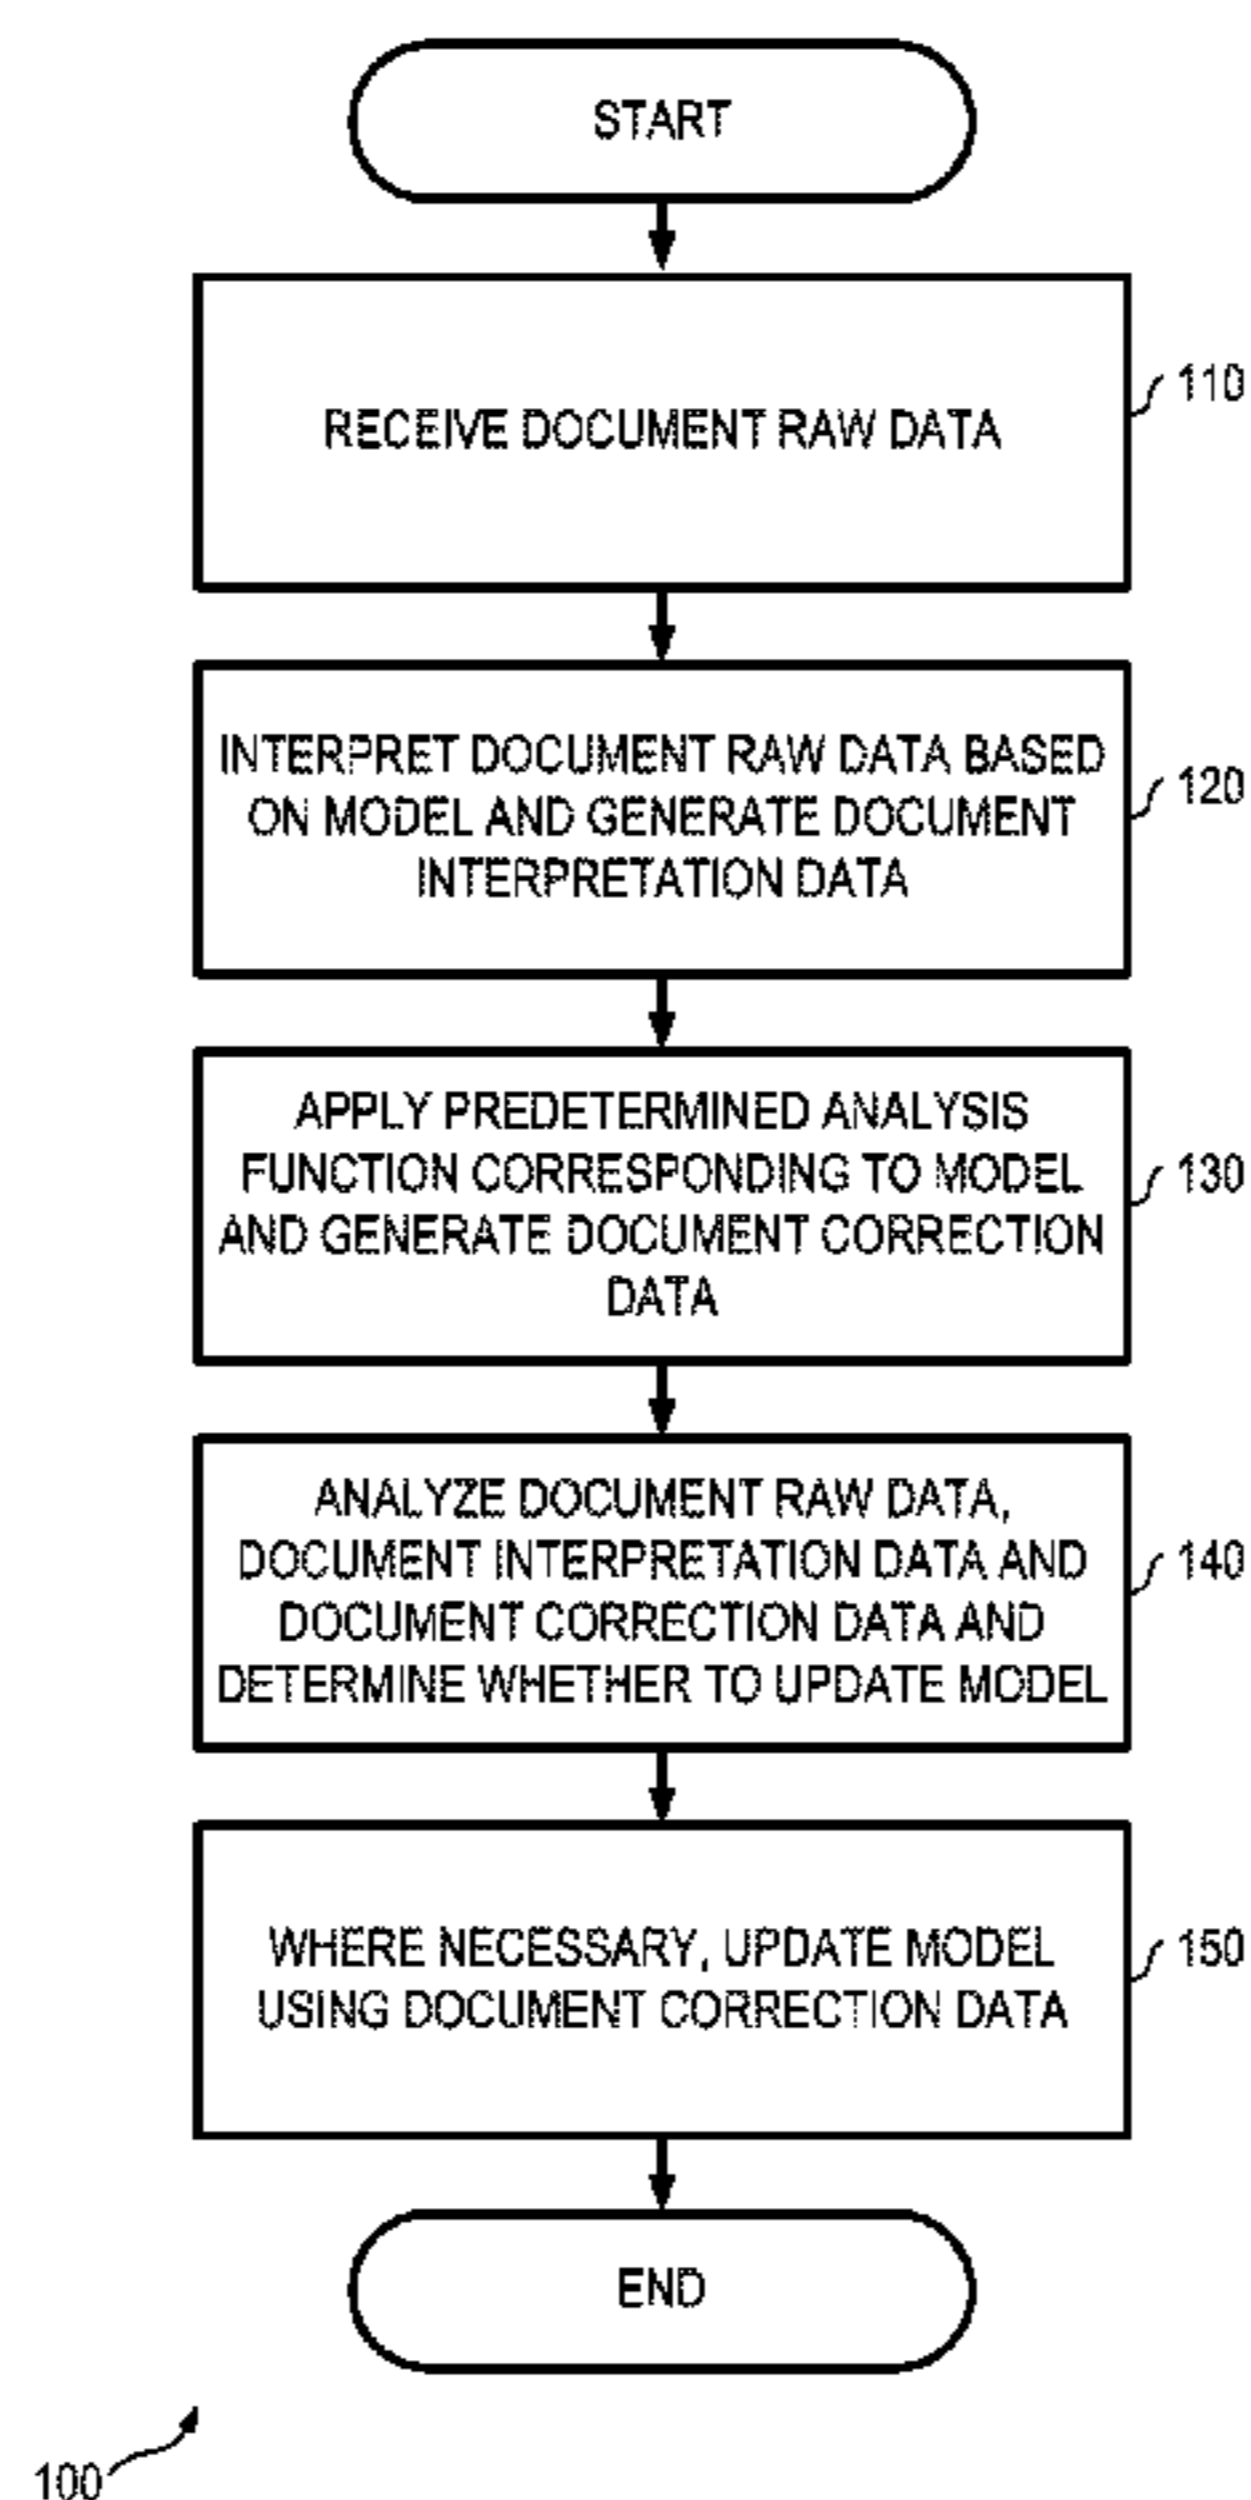 START
RECEIVE DOCUMENT RAW DATA
110
INTERPRET DOCUMENT RAW DATA BASED
ON MODEL AND GENERATE DOCUMENT
INTERPRETATION DATA
120
APPLY PREDETERMINED ANALYSIS
FUNCTION CORRESPONDING TO MODEL
AND GENERATE DOCUMENT CORRECTION
DATA
130
ANALYZE DOCUMENT RAW DATA,
DOCUMENT INTERPRETATION DATA AND
DOCUMENT CORRECTION DATA AND
DETERMINE WHETHER TO UPDATE MODEL
140
WHERE NECESSARY, UPDATE MODEL
USING DOCUMENT CORRECTION DATA
150
END
100